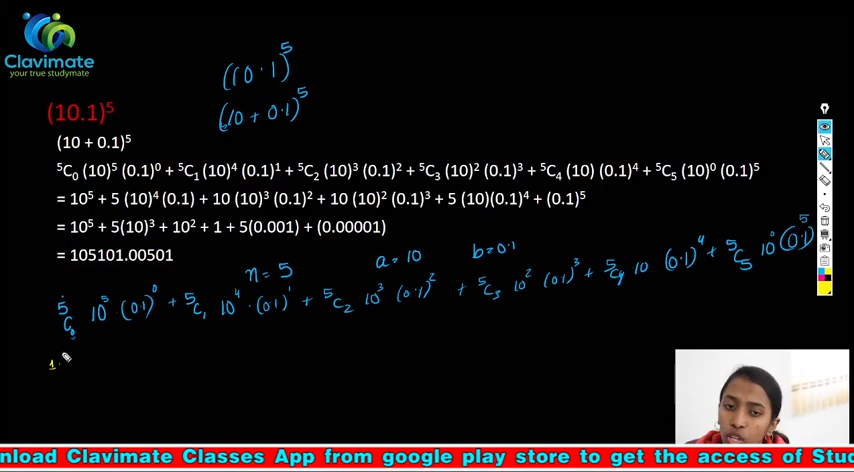 Clavimate
your true studymate
(10.1)⁵
(10 + 0.1)⁵
(10.1)⁵
(10 + 0.1)⁵
⁵C₀ (10)⁵ (0.1)⁰ + ⁵C₁ (10)⁴ (0.1)¹ + ⁵C₂ (10)³ (0.1)² + ⁵C₃ (10)² (0.1)³ + ⁵C₄ (10) (0.1)⁴ + ⁵C₅ (10)⁰ (0.1)⁵
= 10⁵ + 5 (10)⁴ (0.1) + 10 (10)³ (0.1)² + 10 (10)² (0.1)³ + 5 (10)(0.1)⁴ + (0.1)⁵
= 10⁵ + 5(10)³ + 10² + 1 + 5(0.001) + (0.00001)
= 105101.00501
n = 5 a = 10 b = 0.1
⁵C₀ 10⁵ · (0.1)⁰ + ⁵C₁ 10⁴ · (0.1)¹ + ⁵C₂ 10³ (0.1)² + ⁵C₃ 10² (0.1)³ + ⁵C₄ 10 (0.1)⁴ + ⁵C₅ 10⁰ (0.1)⁵
1 ·
nload Clavimate Classes App from google play store to get the access of Stud